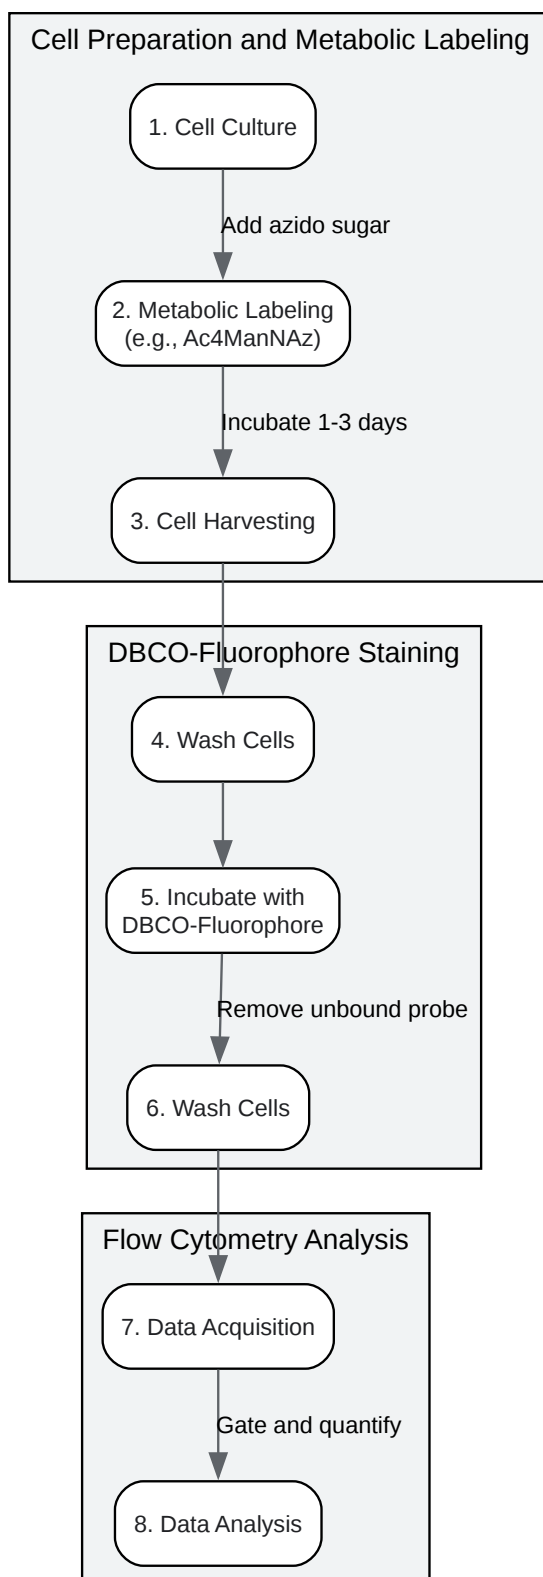 Cell Preparation and Metabolic Labeling
1. Cell Culture
Add azido sugar
2. Metabolic Labeling
(e.g., Ac4ManNAz)
Incubate 1-3 days
3. Cell Harvesting
DBCO-Fluorophore Staining
4. Wash Cells
5. Incubate with
DBCO-Fluorophore
Remove unbound probe
6. Wash Cells
Flow Cytometry Analysis
7. Data Acquisition
Gate and quantify
8. Data Analysis